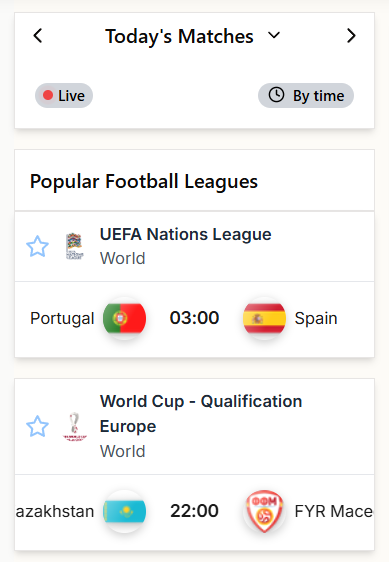 Today's Matches
Live
By time
Popular Football Leagues
UEFA Nations League
World
Portugal 03:00 Spain
World Cup - Qualification
Europe
World
azakhstan 22:00 FYR Mace